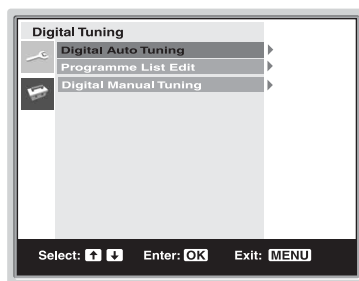 Digital Tuning
Digital Auto Tuning
Programme List Edit
Digital Manual Tuning
Select: ↑ ↓ Enter: OK Exit: MENU